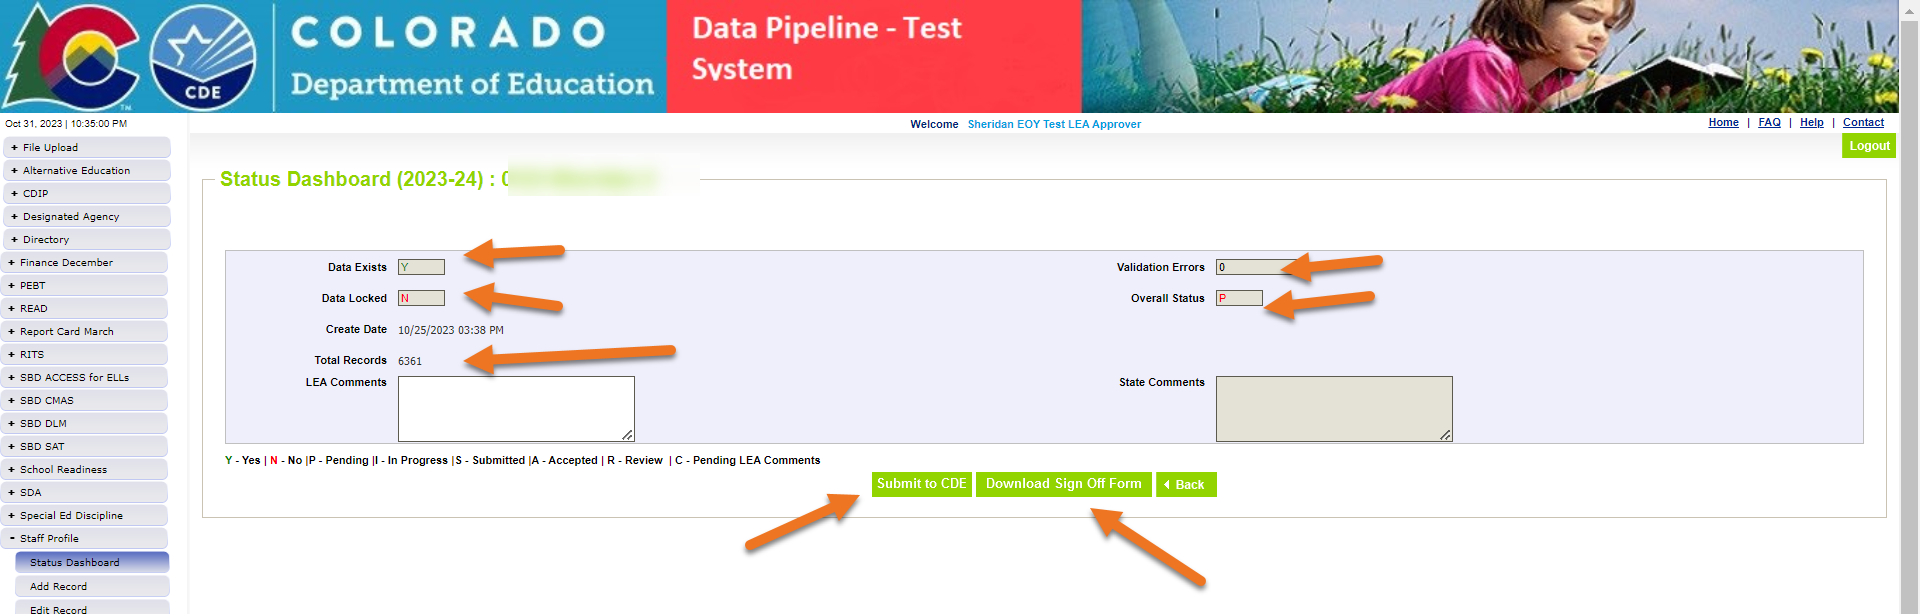 COLORADO
Department of Education
CDE
TM
Data Pipeline - Test
System
Oct 31, 2023 | 10:35:00 PM
Welcome Sheridan EOY Test LEA Approver
Home | FAQ | Help | Contact
Logout
+ File Upload
+ Alternative Education
+ CDIP
+ Designated Agency
+ Directory
+ Finance December
+ PEBT
+ READ
+ Report Card March
+ RITS
+ SBD ACCESS for ELLs
+ SBD CMAS
+ SBD DLM
+ SBD SAT
+ School Readiness
+ SDA
+ Special Ed Discipline
- Staff Profile
Status Dashboard
Add Record
Edit Record
Status Dashboard (2023-24) :
Data Exists Y
Validation Errors 0
Data Locked N
Overall Status P
Create Date 10/25/2023 03:38 PM
Total Records 6361
LEA Comments
State Comments
Y - Yes | N - No |P - Pending |I - In Progress |S - Submitted |A - Accepted | R - Review | C - Pending LEA Comments
Submit to CDE
Download Sign Off Form
Back